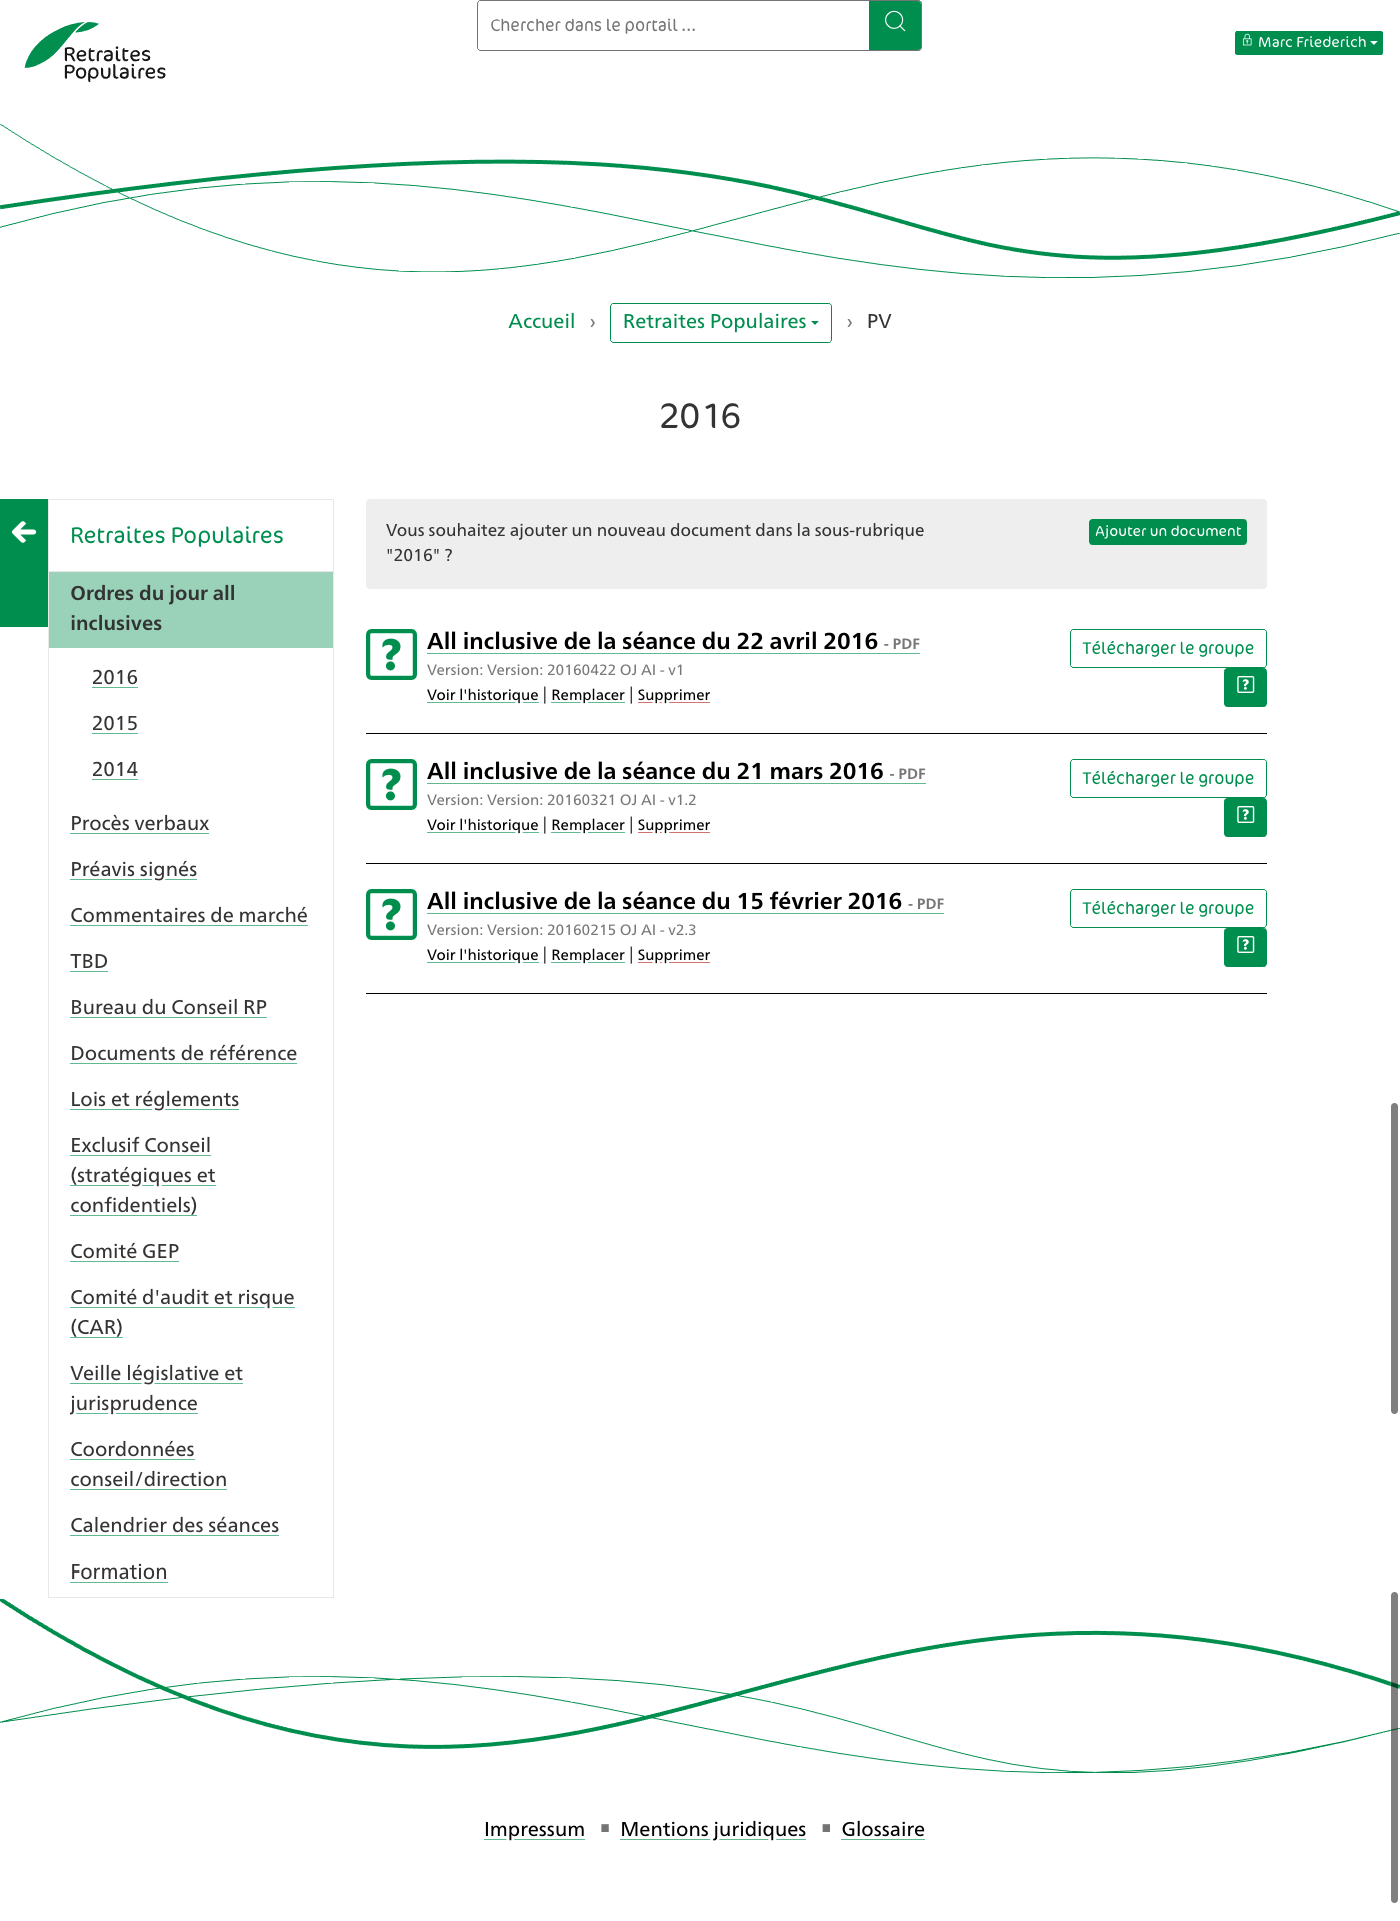 Retraites
Populaires
Chercher dans le portail ...
Marc Friederich
Accueil › Retraites Populaires › PV
2016
Retraites Populaires
Ordres du jour all
inclusives
2016
2015
2014
Procès verbaux
Préavis signés
Commentaires de marché
TBD
Bureau du Conseil RP
Documents de référence
Lois et réglements
Exclusif Conseil
(stratégiques et
confidentiels)
Comité GEP
Comité d'audit et risque
(CAR)
Veille législative et
jurisprudence
Coordonnées
conseil/direction
Calendrier des séances
Formation
Vous souhaitez ajouter un nouveau document dans la sous-rubrique
"2016" ?
Ajouter un document
? All inclusive de la séance du 22 avril 2016 - PDF
Version: Version: 20160422 OJ AI - v1
Voir l'historique | Remplacer | Supprimer
Télécharger le groupe
?
? All inclusive de la séance du 21 mars 2016 - PDF
Version: Version: 20160321 OJ AI - v1.2
Voir l'historique | Remplacer | Supprimer
Télécharger le groupe
?
? All inclusive de la séance du 15 février 2016 - PDF
Version: Version: 20160215 OJ AI - v2.3
Voir l'historique | Remplacer | Supprimer
Télécharger le groupe
?
Impressum ■ Mentions juridiques ■ Glossaire